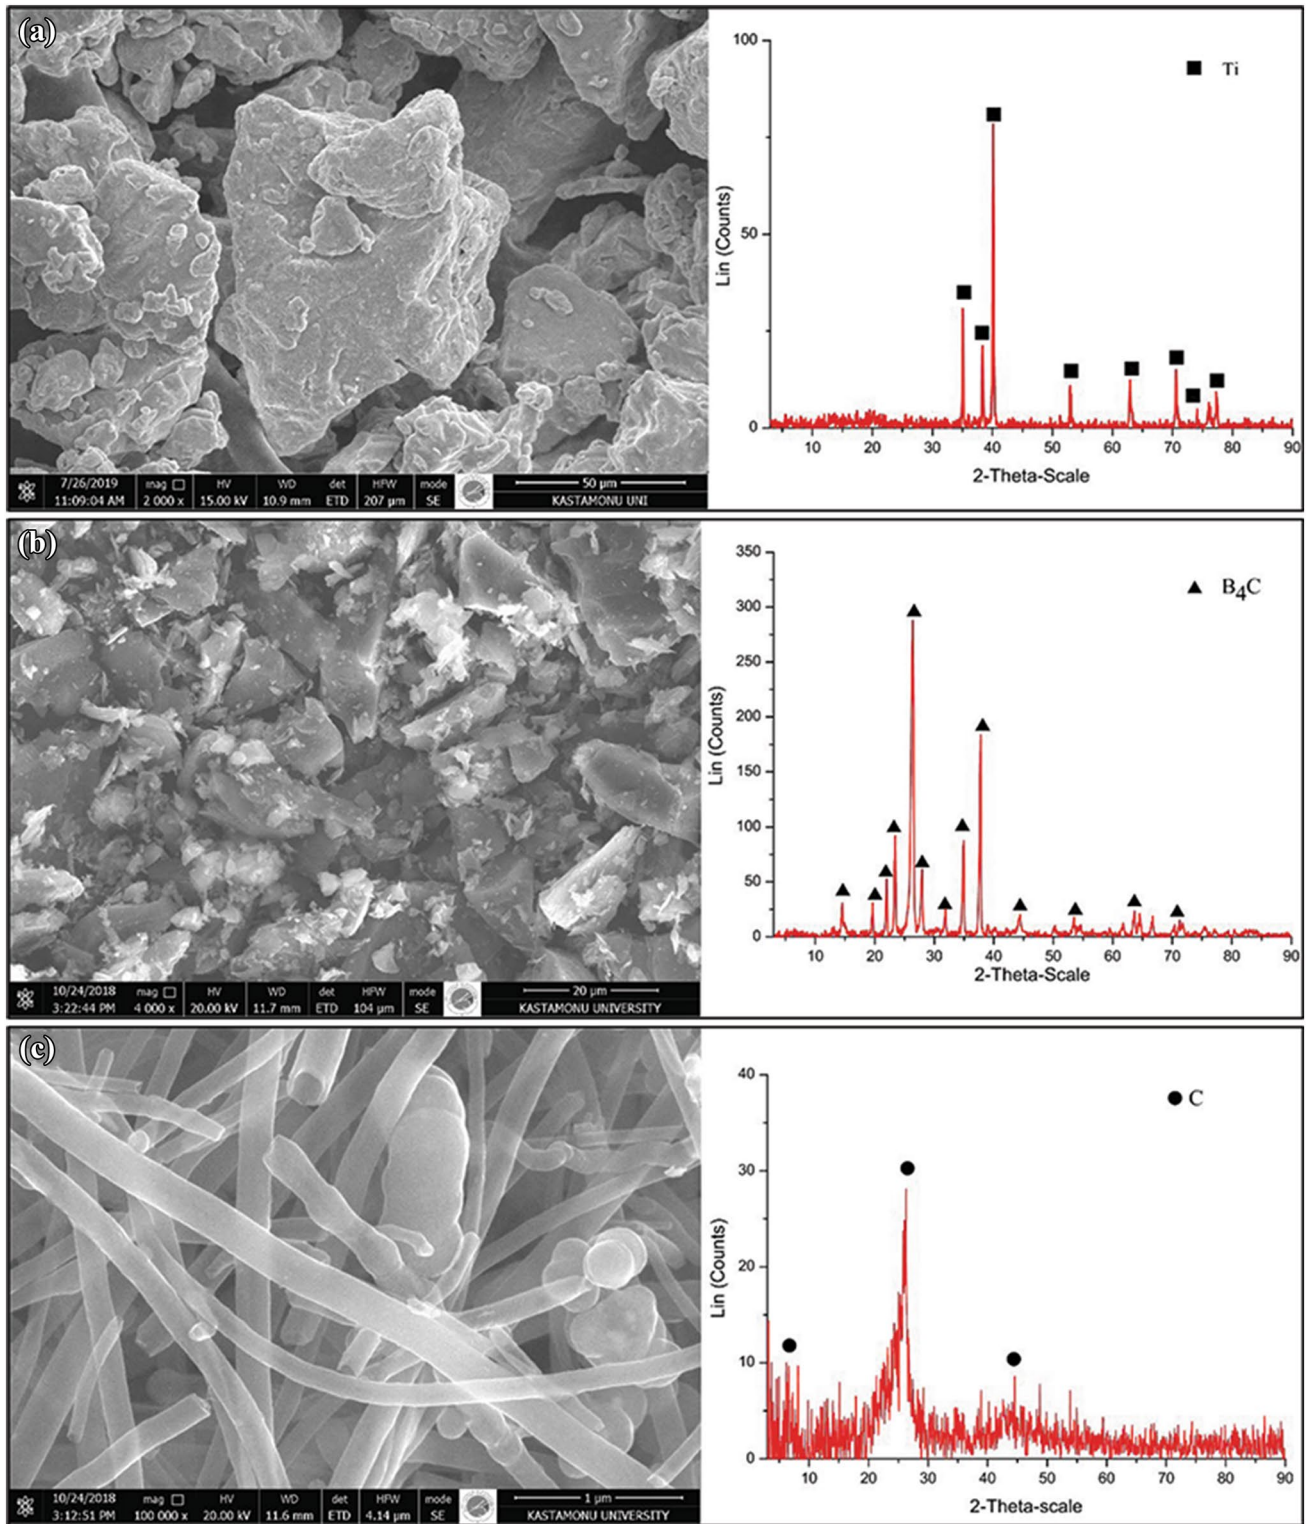 (a)
100
50
0
Lin (Counts)
■ Ti
10 20 30 40 50 60 70 80 90
2-Theta-Scale
7/26/2019 mag HV WD det HFW mode 50 µm
11:09:04 AM 2 000 x 15.00 kV 10.9 mm ETD 207 µm SE KASTAMONU UNI
(b)
350
300
250
200
150
100
50
0
Lin (Counts)
▲ B4C
10 20 30 40 50 60 70 80 90
2-Theta-Scale
10/24/2018 mag HV WD det HFW mode 20 µm
3:22:44 PM 4 000 x 20.00 kV 11.7 mm ETD 104 µm SE KASTAMONU UNIVERSITY
(c)
40
30
20
10
0
Lin (Counts)
● C
10 20 30 40 50 60 70 80 90
2-Theta-scale
10/24/2018 mag HV WD det HFW mode 1 µm
3:12:51 PM 100 000 x 20.00 kV 11.6 mm ETD 4.14 µm SE KASTAMONU UNIVERSITY